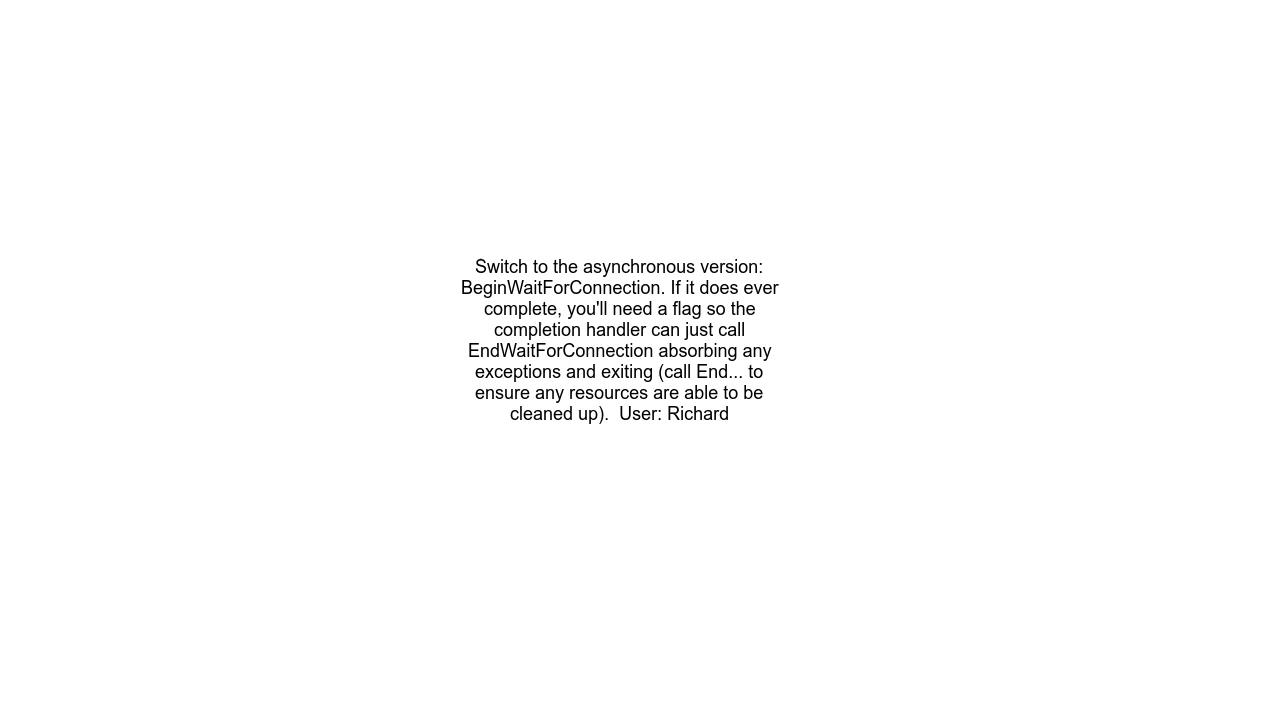 Switch to the asynchronous version:
BeginWaitForConnection. If it does ever
complete, you'll need a flag so the
completion handler can just call
EndWaitForConnection absorbing any
exceptions and exiting (call End... to
ensure any resources are able to be
cleaned up).  User: Richard